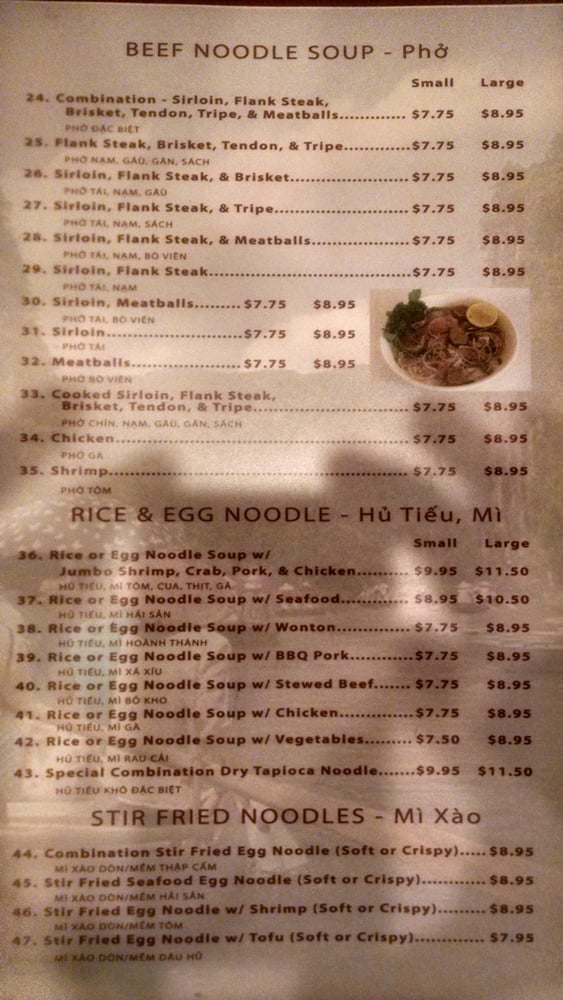 BEEF NOODLE SOUP - Phở
Small Large
24. Combination - Sirloin, Flank Steak,
Brisket, Tendon, Tripe, & Meatballs............. $7.75 $8.95
PHỞ ĐẶC BIỆT
25. Flank Steak, Brisket, Tendon, & Tripe............. $7.75 $8.95
PHỞ NẠM, GẦU, GÂN, SÁCH
26. Sirloin, Flank Steak, & Brisket....................... $7.75 $8.95
PHỞ TÁI, NẠM, GẦU
27. Sirloin, Flank Steak, & Tripe.......................... $7.75 $8.95
PHỞ TÁI, NẠM, SÁCH
28. Sirloin, Flank Steak, & Meatballs................... $7.75 $8.95
PHỞ TÁI, NẠM, BÒ VIÊN
29. Sirloin, Flank Steak....................................... $7.75 $8.95
PHỞ TÁI, NẠM
30. Sirloin, Meatballs......... $7.75 $8.95
PHỞ TÁI, BÒ VIÊN
31. Sirloin.......................... $7.75 $8.95
PHỞ TÁI
32. Meatballs...................... $7.75 $8.95
PHỞ BÒ VIÊN
33. Cooked Sirloin, Flank Steak,
Brisket, Tendon, & Tripe.............................. $7.75 $8.95
PHỞ CHÍN, NẠM, GẦU, GÂN, SÁCH
34. Chicken......................................................... $7.75 $8.95
PHỞ GÀ
35. Shrimp.......................................................... $7.75 $8.95
PHỞ TÔM
RICE & EGG NOODLE - Hủ Tiếu, Mì
Small Large
36. Rice or Egg Noodle Soup w/
Jumbo Shrimp, Crab, Pork, & Chicken.......... $9.95 $11.50
HỦ TIẾU, MÌ TÔM, CUA, THỊT, GÀ
37. Rice or Egg Noodle Soup w/ Seafood............. $8.95 $10.50
HỦ TIẾU, MÌ HẢI SẢN
38. Rice or Egg Noodle Soup w/ Wonton............. $7.75 $8.95
HỦ TIẾU, MÌ HOÀNH THÁNH
39. Rice or Egg Noodle Soup w/ BBQ Pork............ $7.75 $8.95
HỦ TIẾU, MÌ XÁ XÍU
40. Rice or Egg Noodle Soup w/ Stewed Beef....... $7.75 $8.95
HỦ TIẾU, MÌ BÒ KHO
41. Rice or Egg Noodle Soup w/ Chicken.............. $7.75 $8.95
HỦ TIẾU, MÌ GÀ
42. Rice or Egg Noodle Soup w/ Vegetables......... $7.50 $8.95
HỦ TIẾU, MÌ RAU CẢI
43. Special Combination Dry Tapioca Noodle....... $9.95 $11.50
HỦ TIẾU KHÔ ĐẶC BIỆT
STIR FRIED NOODLES - Mì Xào
44. Combination Stir Fried Egg Noodle (Soft or Crispy)..... $8.95
MÌ XÀO DÒN/MỀM THẬP CẨM
45. Stir Fried Seafood Egg Noodle (Soft or Crispy)............ $8.95
MÌ XÀO DÒN/MỀM HẢI SẢN
46. Stir Fried Egg Noodle w/ Shrimp (Soft or Crispy)......... $8.95
MÌ XÀO DÒN/MỀM TÔM
47. Stir Fried Egg Noodle w/ Tofu (Soft or Crispy)............. $7.95
MÌ XÀO DÒN/MỀM ĐẬU HỦ